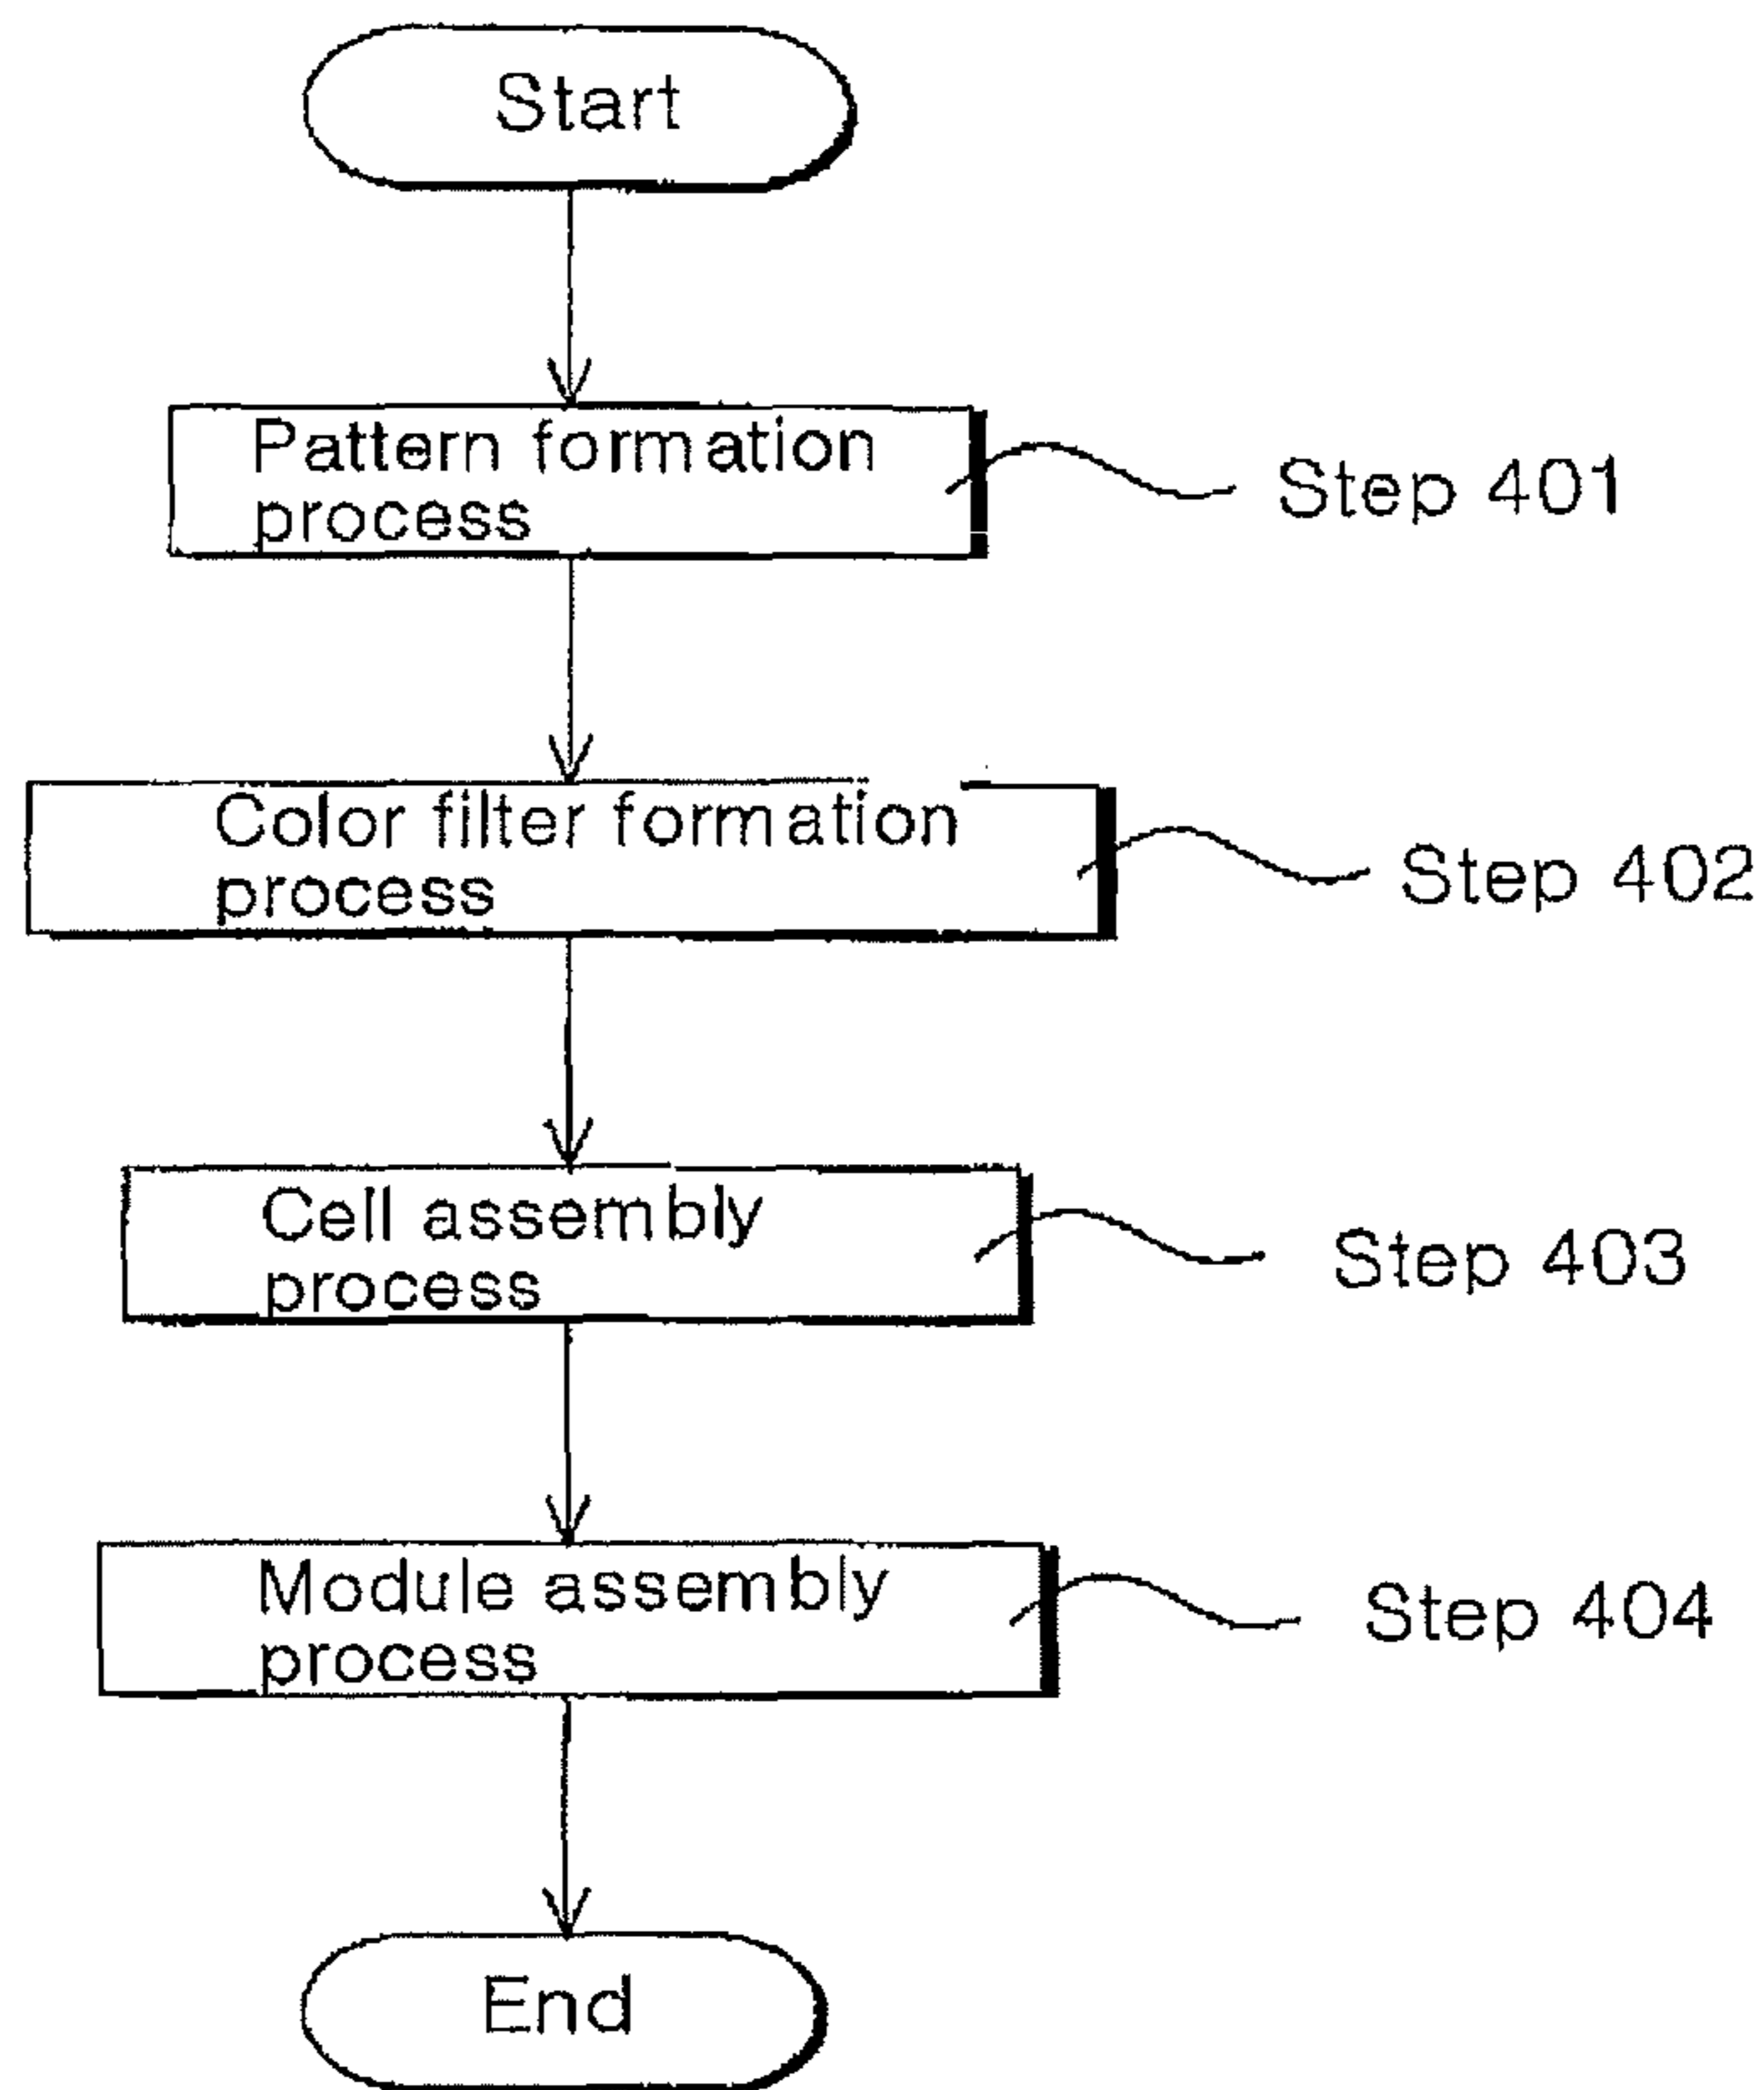 Start
Pattern formation
process
Step 401
Color filter formation
process
Step 402
Cell assembly
process
Step 403
Module assembly
process
Step 404
End